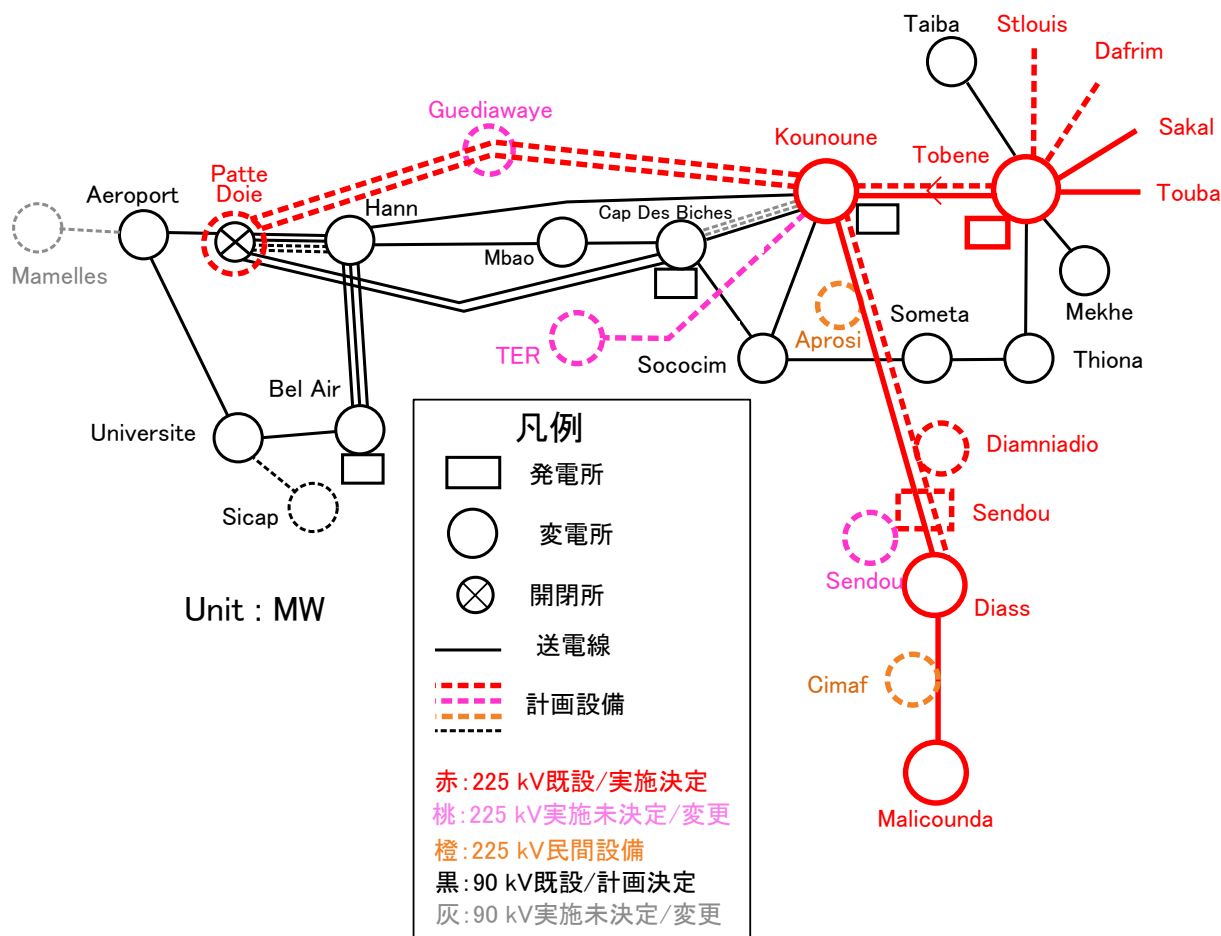 Taiba
Stlouis
Dafrim
Guediawaye
Kounoune
Tobene
Sakal
Touba
Patte
Doie
Aeroport
Hann
Cap Des Biches
Mbao
Mamelles
TER
Sococim
Aprosi
Someta
Mekhe
Thiona
Bel Air
Universite
Sicap
Diamniadio
Sendou
Sendou
Diass
Cimaf
Malicounda
Unit : MW
凡例
発電所
変電所
開閉所
送電線
計画設備
赤:225 kV既設/実施決定
桃:225 kV実施未決定/変更
橙:225 kV民間設備
黒:90 kV既設/計画決定
灰:90 kV実施未決定/変更